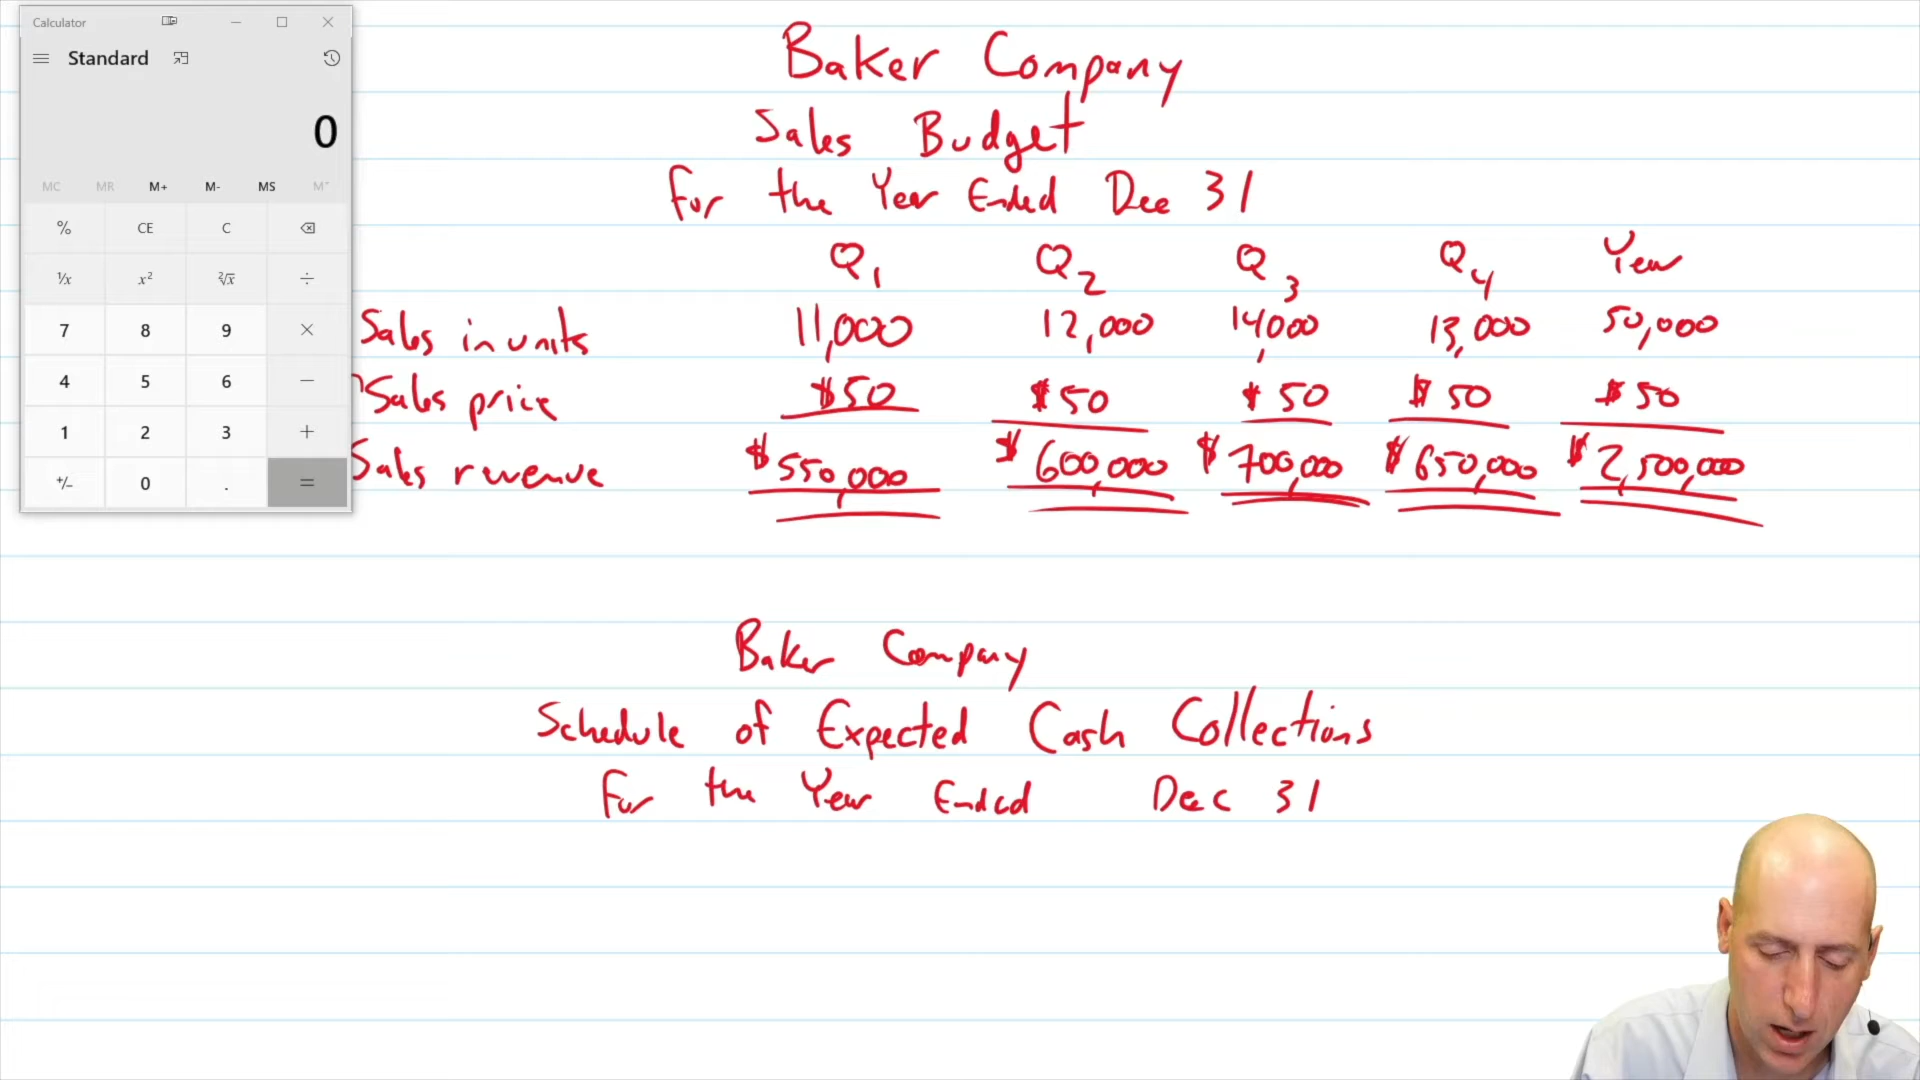 Calculator
Standard
0
MC MR M+ M- MS M˅
% CE C
¹/x x² ²√x ÷
7 8 9 ×
4 5 6 −
1 2 3 +
+/− 0 . =
Baker Company
Sales Budget
For the Year Ended Dec 31
Q1 Q2 Q3 Q4 Year
Sales in units 11,000 12,000 14,000 13,000 50,000
Sales price $50 $50 $50 $50 $50
Sales revenue $550,000 $600,000 $700,000 $650,000 $2,500,000
Baker Company
Schedule of Expected Cash Collections
For the Year Ended Dec 31